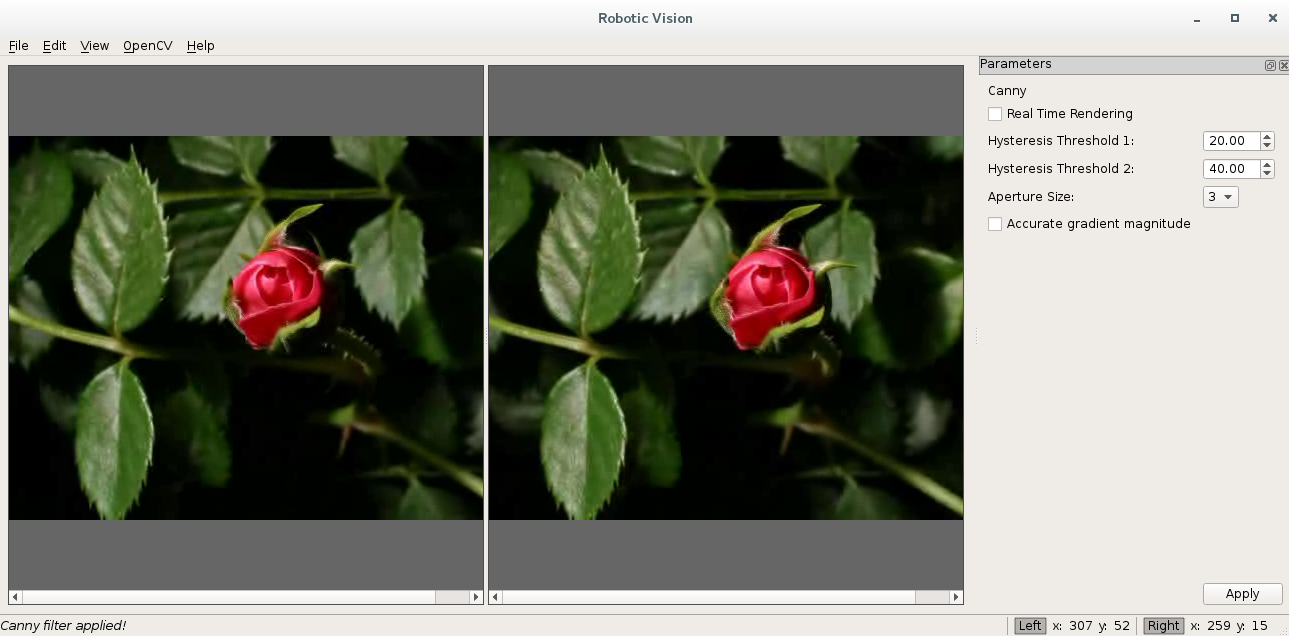 Robotic Vision
File Edit View OpenCV Help
Parameters
Canny
Real Time Rendering
Hysteresis Threshold 1: 20.00
Hysteresis Threshold 2: 40.00
Aperture Size: 3
Accurate gradient magnitude
Apply
Canny filter applied! Left x: 307 y: 52 Right x: 259 y: 15